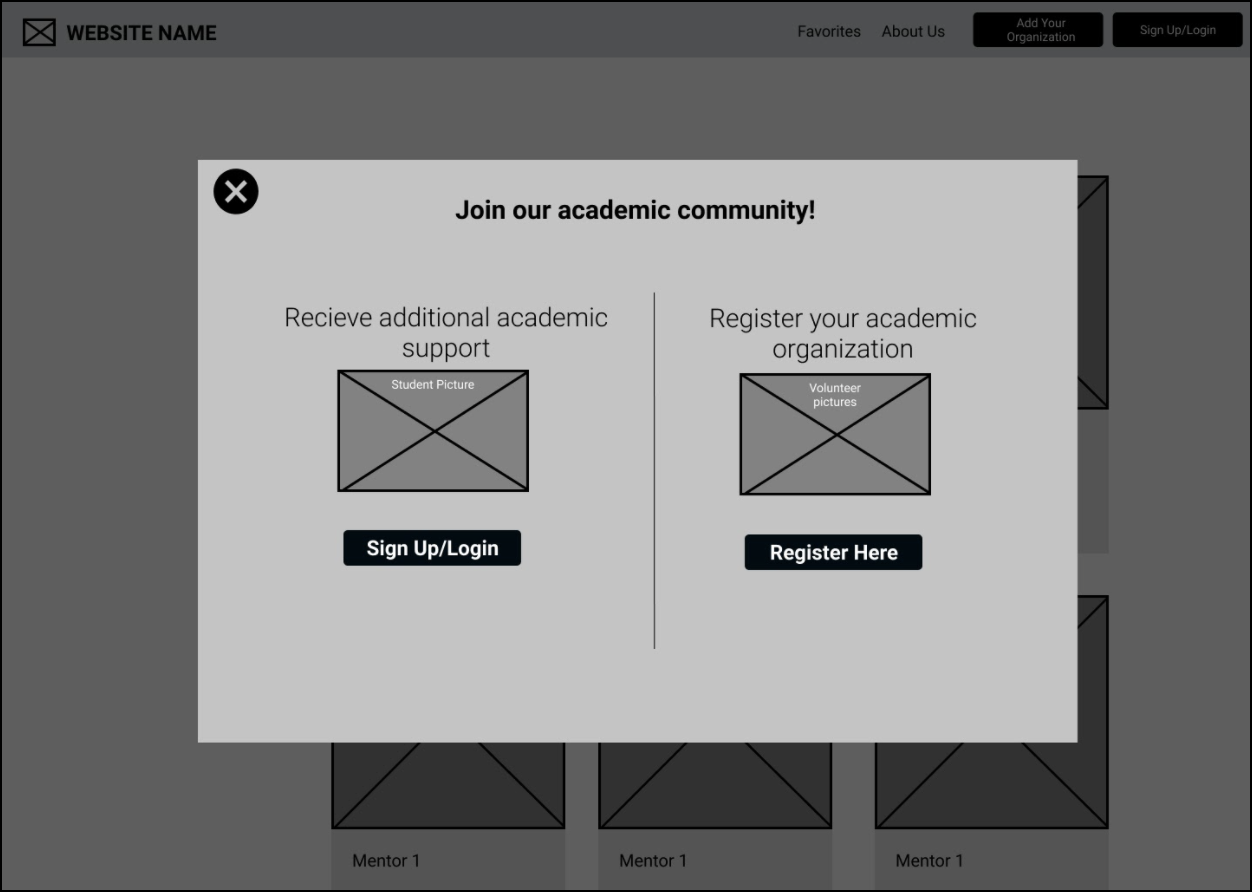 WEBSITE NAME
Favorites
About Us
Add Your
Organization
Sign Up/Login
Join our academic community!
Recieve additional academic
support
Student Picture
Sign Up/Login
Register your academic
organization
Volunteer
pictures
Register Here
Mentor 1
Mentor 1
Mentor 1